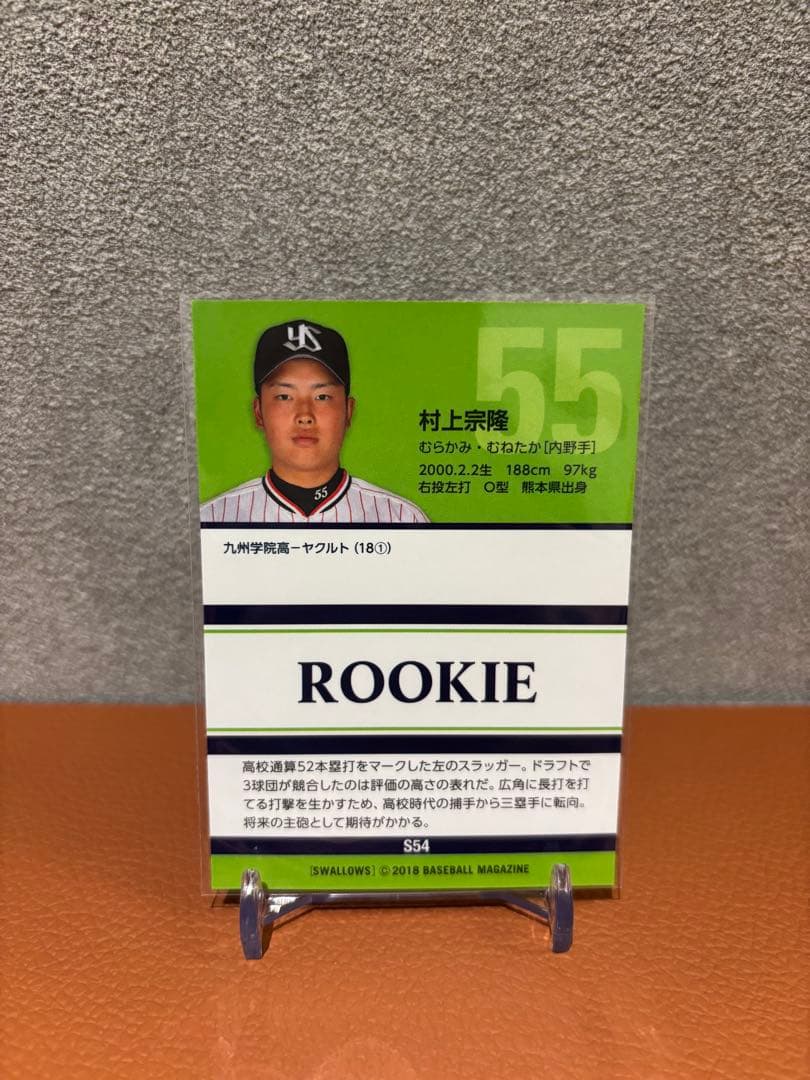 YS
55
村上宗隆
むらかみ・むねたか[内野手]
2000.2.2生 188cm 97kg
右投左打 O型 熊本県出身
55
九州学院高−ヤクルト (18①)
ROOKIE
高校通算52本塁打をマークした左のスラッガー。ドラフトで
3球団が競合したのは評価の高さの表れだ。広角に長打を打
てる打撃を生かすため、高校時代の捕手から三塁手に転向。
将来の主砲として期待がかかる。
S54
[SWALLOWS] © 2018 BASEBALL MAGAZINE